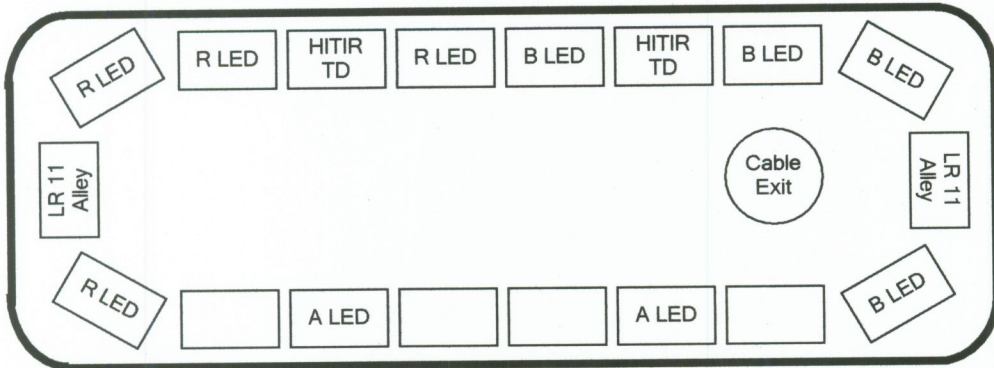 R LED
R LED
HITIR
TD
R LED
B LED
HITIR
TD
B LED
B LED
LR 11
Alley
Cable
Exit
LR 11
Alley
R LED
A LED
A LED
B LED